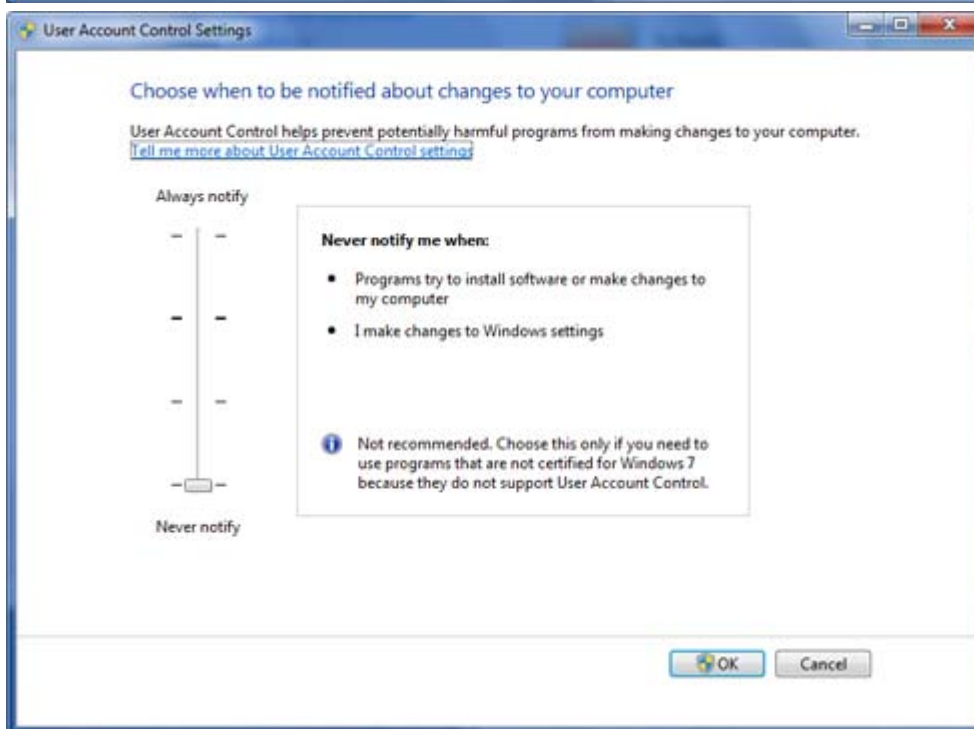 User Account Control Settings
Choose when to be notified about changes to your computer
User Account Control helps prevent potentially harmful programs from making changes to your computer.
Tell me more about User Account Control settings
Always notify
Never notify me when:
• Programs try to install software or make changes to
my computer
• I make changes to Windows settings
Not recommended. Choose this only if you need to
use programs that are not certified for Windows 7
because they do not support User Account Control.
Never notify
OK
Cancel